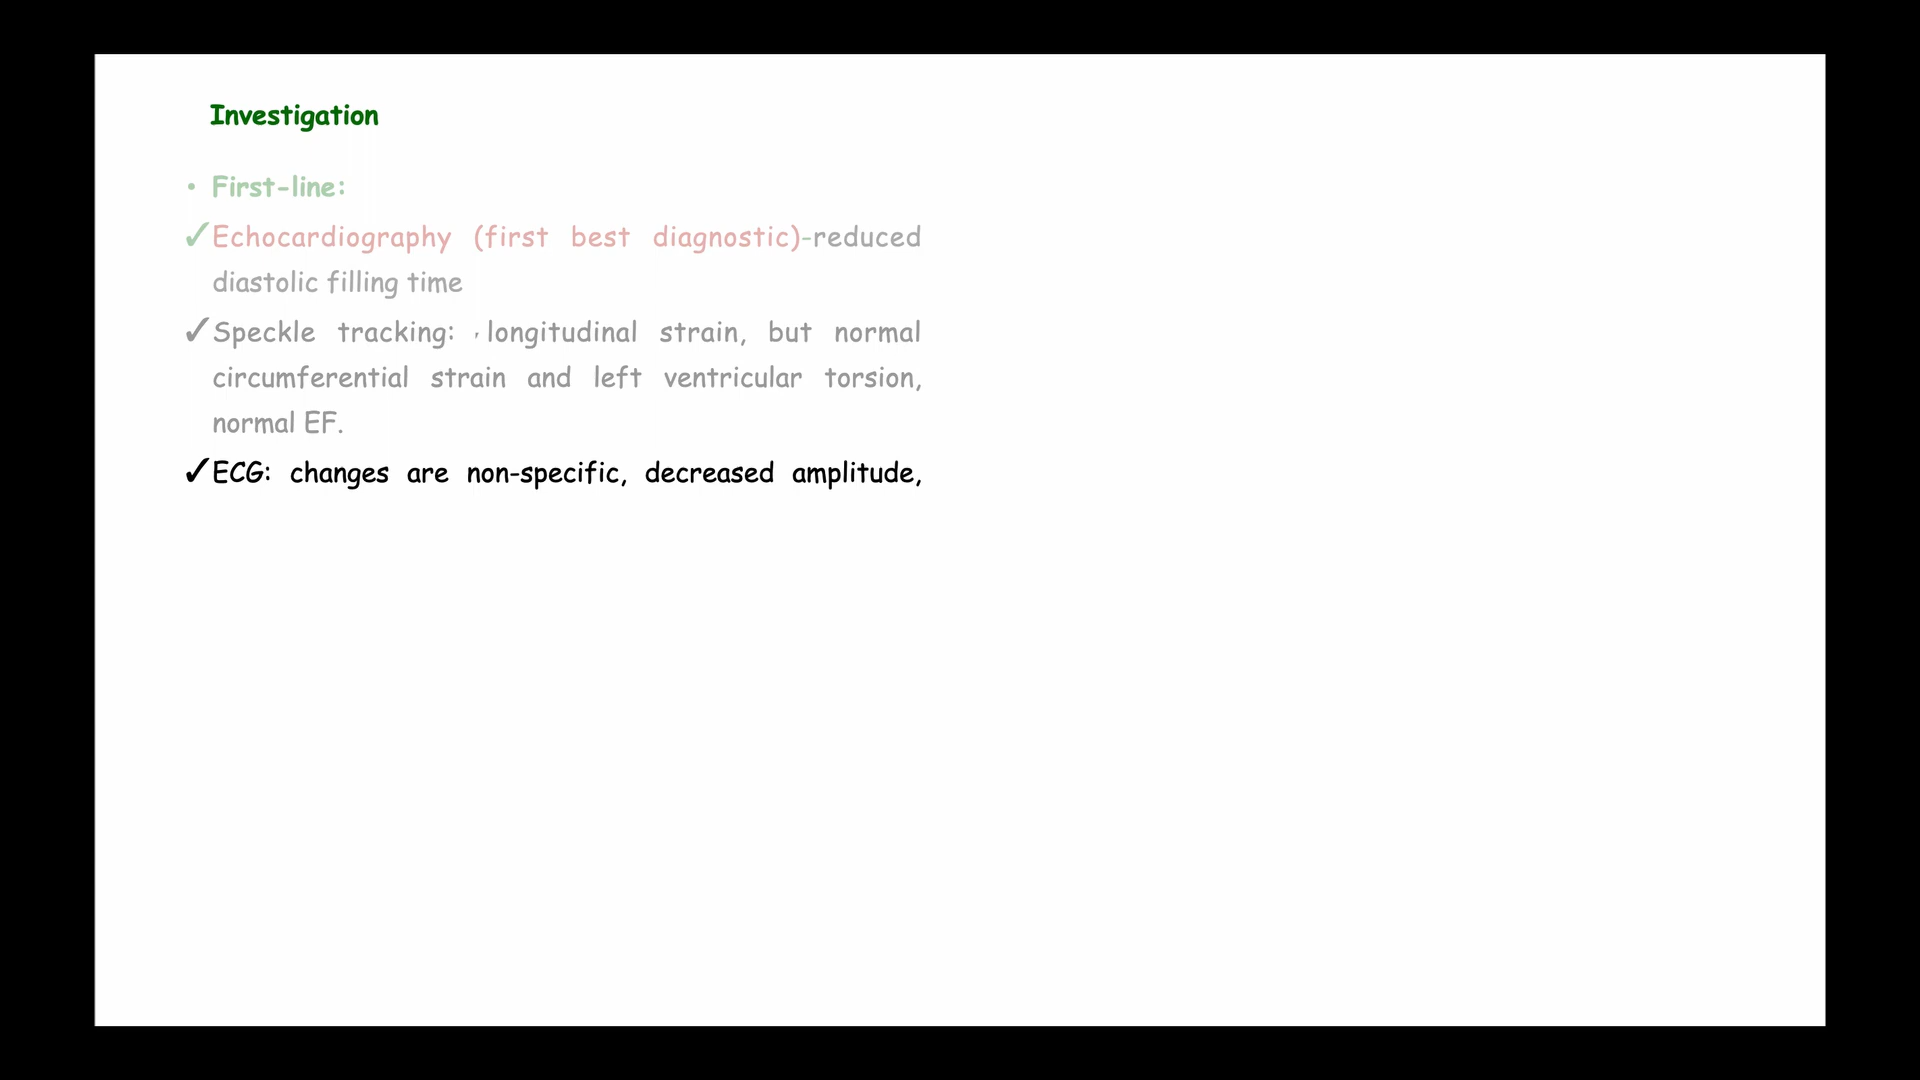 Investigation
• First-line:
✓Echocardiography (first best diagnostic)-reduced
diastolic filling time
✓Speckle tracking: longitudinal strain, but normal
circumferential strain and left ventricular torsion,
normal EF.
✓ECG: changes are non-specific, decreased amplitude,